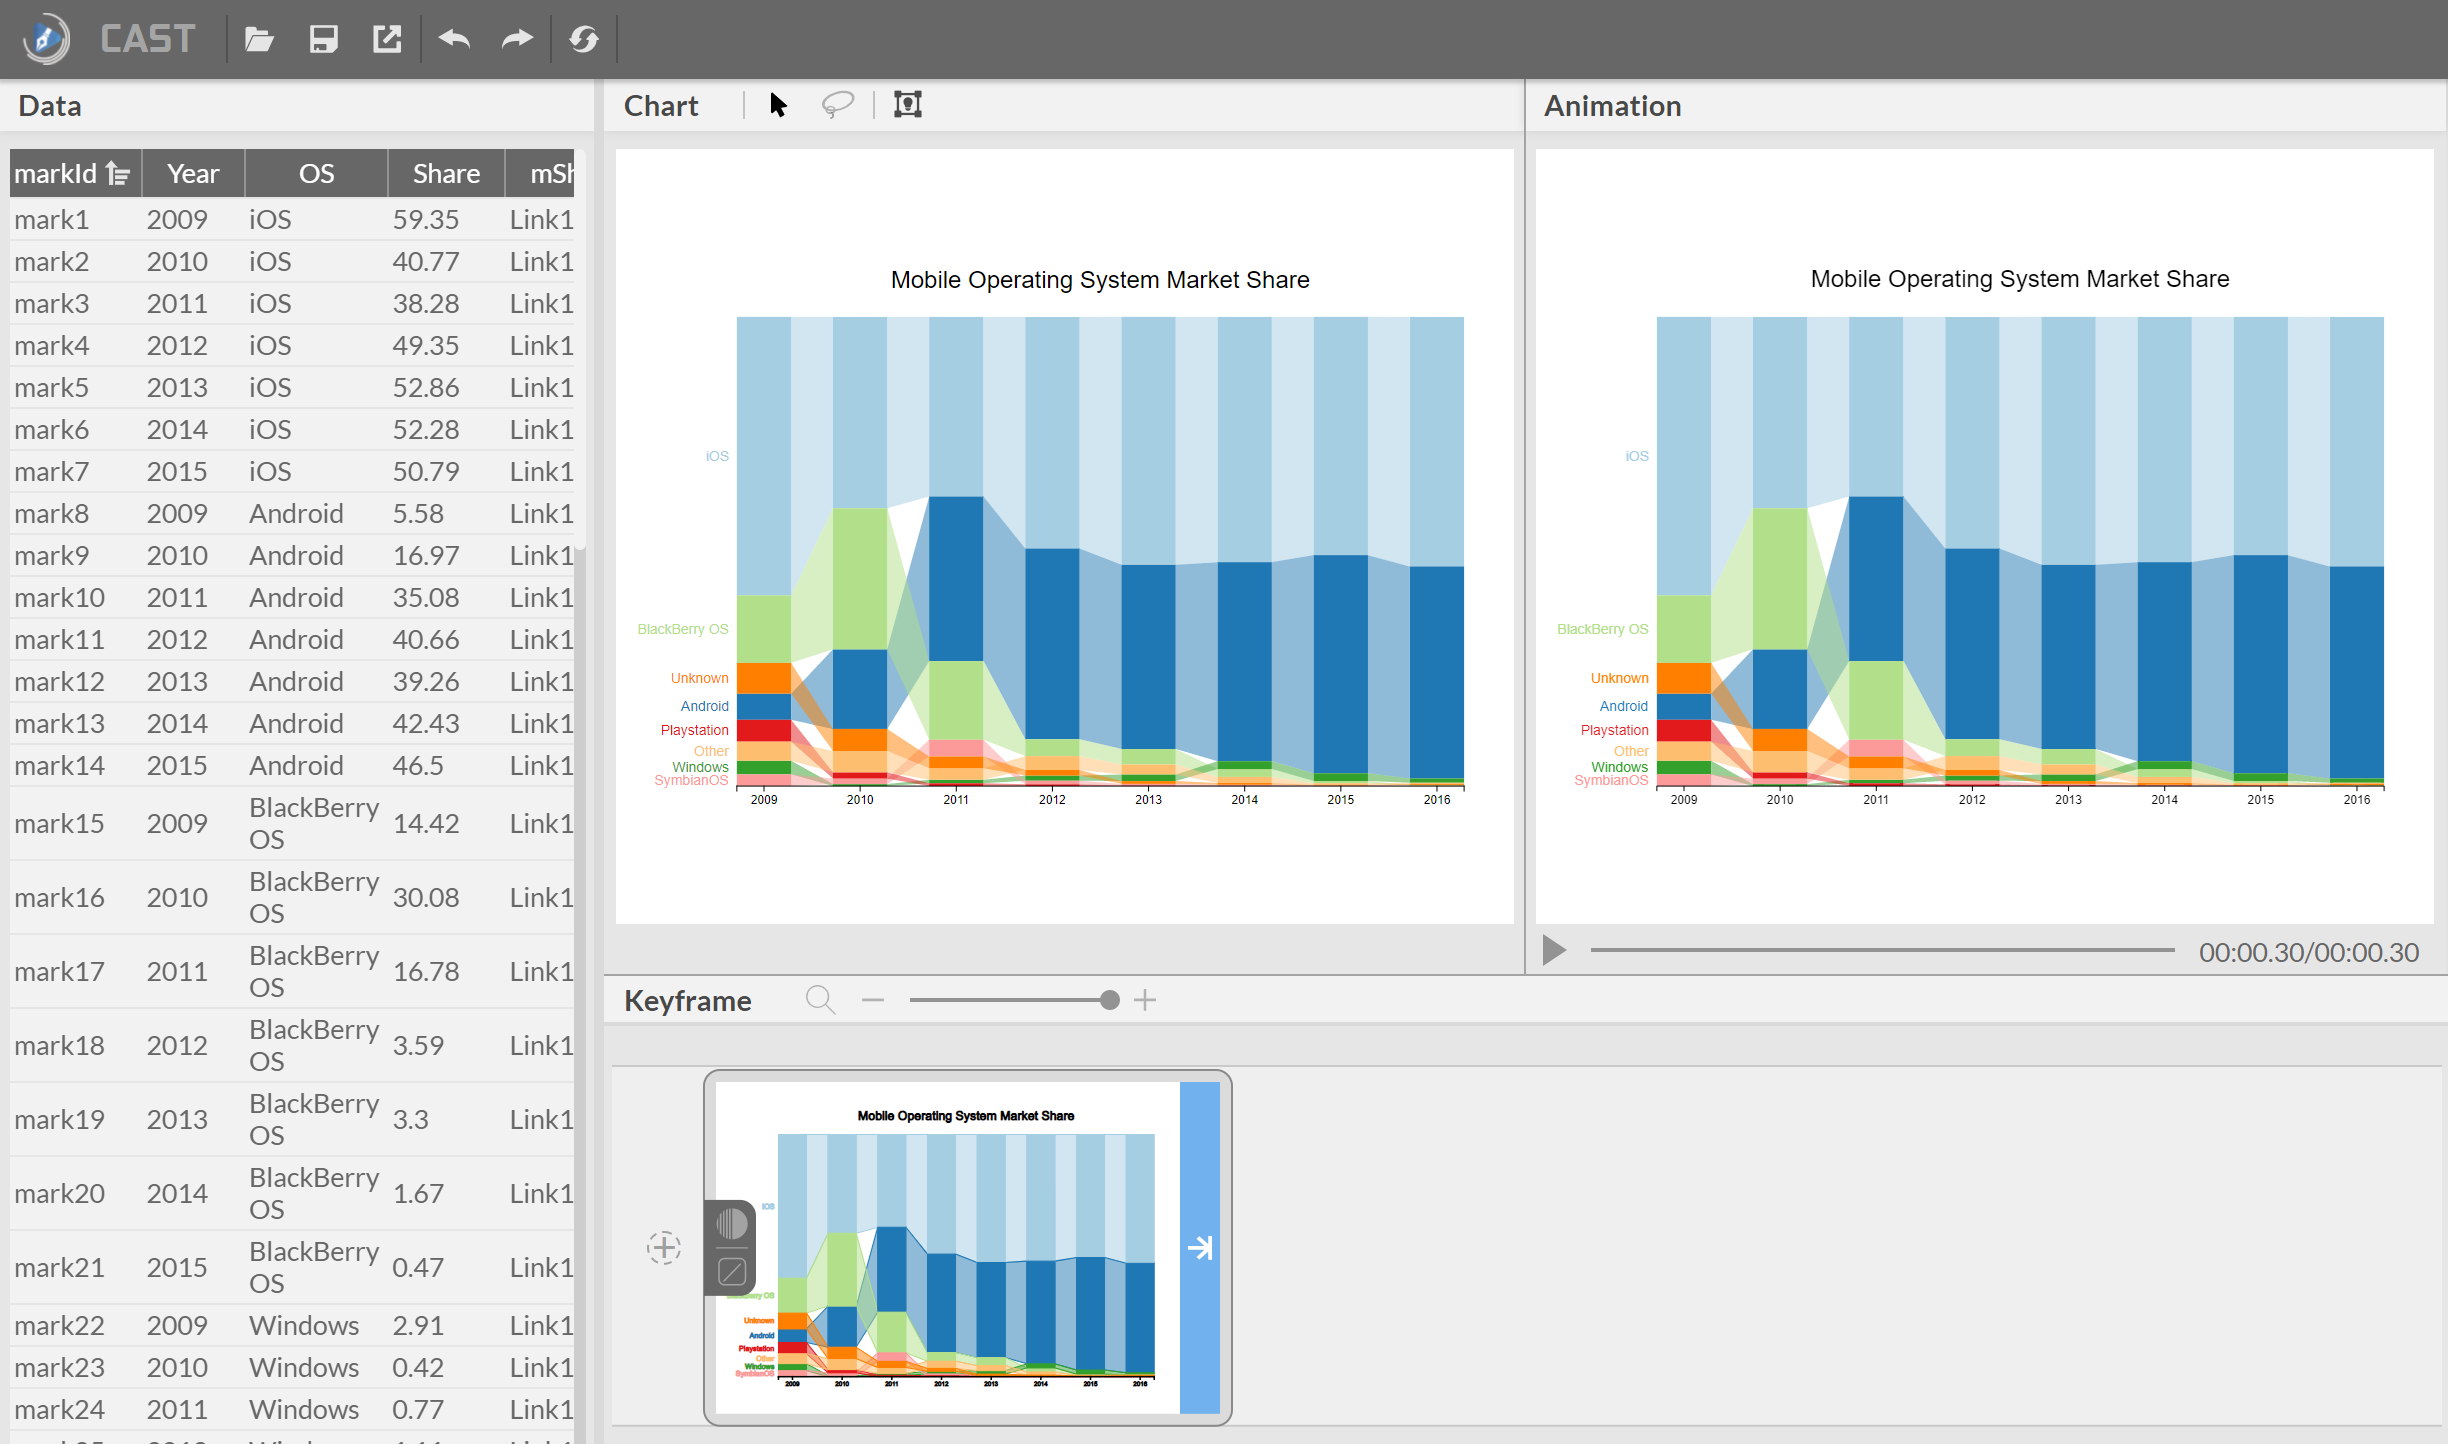 CAST
Data
Chart
Animation
markId Year OS Share mSh
mark1 2009 iOS 59.35 Link1
mark2 2010 iOS 40.77 Link1
mark3 2011 iOS 38.28 Link1
mark4 2012 iOS 49.35 Link1
mark5 2013 iOS 52.86 Link1
mark6 2014 iOS 52.28 Link1
mark7 2015 iOS 50.79 Link1
mark8 2009 Android 5.58 Link1
mark9 2010 Android 16.97 Link1
mark10 2011 Android 35.08 Link1
mark11 2012 Android 40.66 Link1
mark12 2013 Android 39.26 Link1
mark13 2014 Android 42.43 Link1
mark14 2015 Android 46.5 Link1
mark15 2009 BlackBerry OS 14.42 Link1
mark16 2010 BlackBerry OS 30.08 Link1
mark17 2011 BlackBerry OS 16.78 Link1
mark18 2012 BlackBerry OS 3.59 Link1
mark19 2013 BlackBerry OS 3.3 Link1
mark20 2014 BlackBerry OS 1.67 Link1
mark21 2015 BlackBerry OS 0.47 Link1
mark22 2009 Windows 2.91 Link1
mark23 2010 Windows 0.42 Link1
mark24 2011 Windows 0.77 Link1
Mobile Operating System Market Share
iOS
BlackBerry OS
Unknown
Android
Playstation
Other
Windows
SymbianOS
2009 2010 2011 2012 2013 2014 2015 2016
Mobile Operating System Market Share
iOS
BlackBerry OS
Unknown
Android
Playstation
Other
Windows
SymbianOS
2009 2010 2011 2012 2013 2014 2015 2016
00:00.30/00:00.30
Keyframe
Mobile Operating System Market Share
iOS
OS
Unknown
Android
Playstation
Other
Windows
SymbianOS
2009 2010 2011 2012 2013 2014 2015 2016